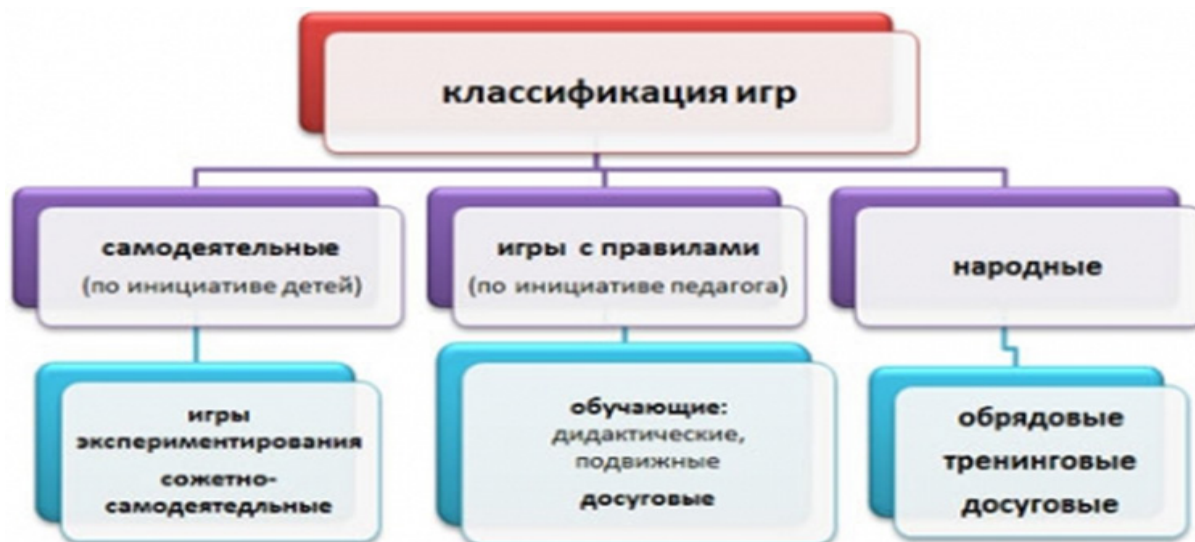 классификация игр
самодеятельные
(по инициативе детей)
игры с правилами
(по инициативе педагога)
народные
игры
экспериментирования
сожетно-
самодеятедльные
обучающие:
дидактические,
подвижные
досуговые
обрядовые
тренинговые
досуговые